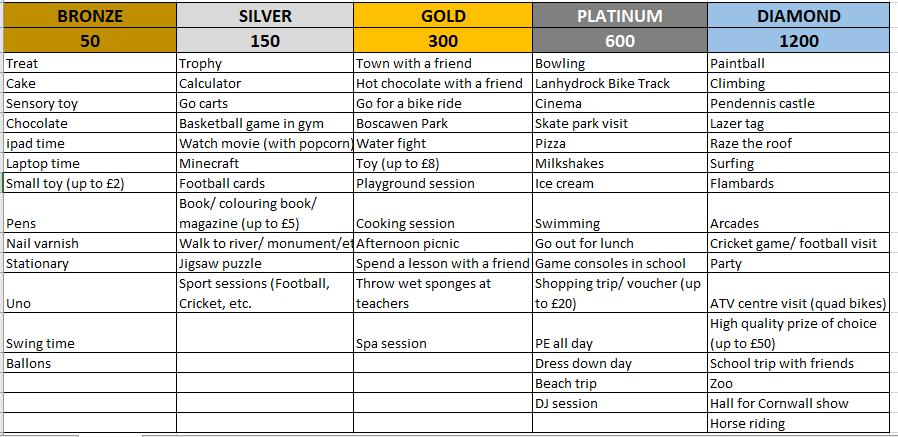 BRONZE SILVER GOLD PLATINUM DIAMOND
50 150 300 600 1200
Treat Trophy Town with a friend Bowling Paintball
Cake Calculator Hot chocolate with a friend Lanhydrock Bike Track Climbing
Sensory toy Go carts Go for a bike ride Cinema Pendennis castle
Chocolate Basketball game in gym Boscawen Park Skate park visit Lazer tag
ipad time Watch movie (with popcorn) Water fight Pizza Raze the roof
Laptop time Minecraft Toy (up to £8) Milkshakes Surfing
Small toy (up to £2) Football cards Playground session Ice cream Flambards
Book/ colouring book/
Pens magazine (up to £5) Cooking session Swimming Arcades
Nail varnish Walk to river/ monument/et Afternoon picnic Go out for lunch Cricket game/ football visit
Stationary Jigsaw puzzle Spend a lesson with a friend Game consoles in school Party
Sport sessions (Football, Throw wet sponges at Shopping trip/ voucher (up
Uno Cricket, etc. teachers to £20) ATV centre visit (quad bikes)
High quality prize of choice
Swing time Spa session PE all day (up to £50)
Ballons Dress down day School trip with friends
Beach trip Zoo
DJ session Hall for Cornwall show
Horse riding